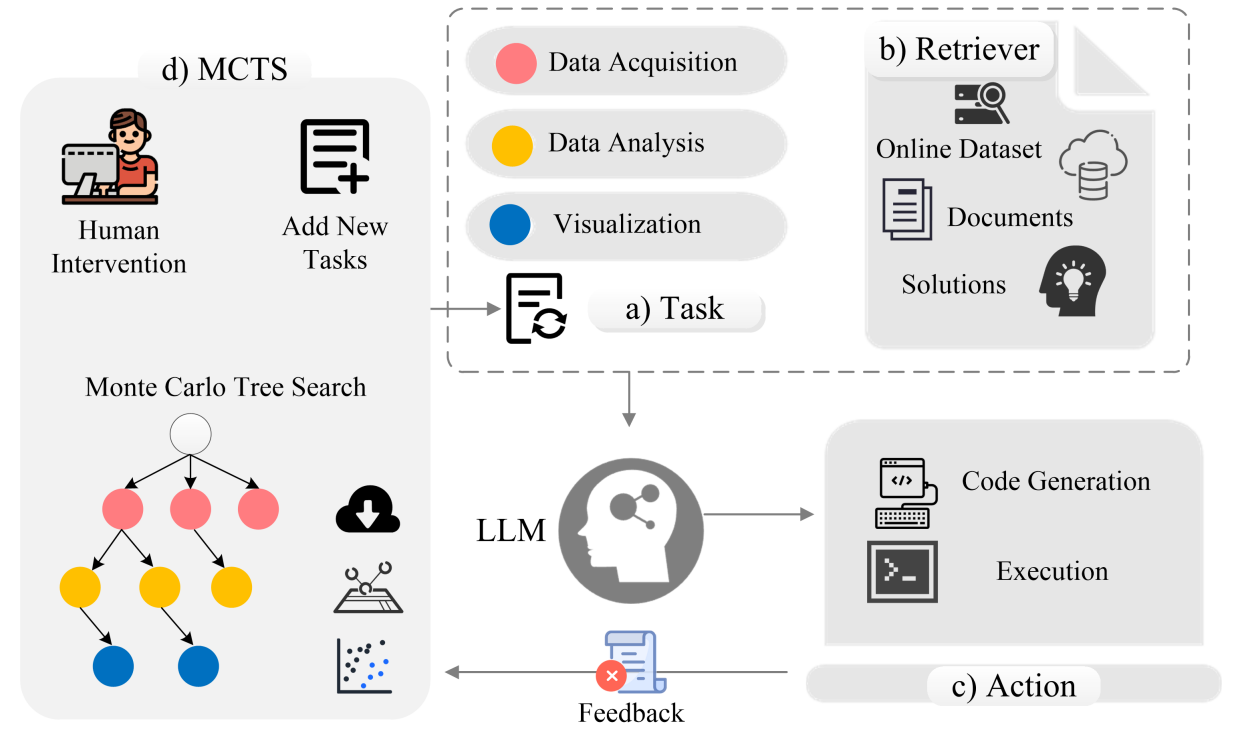 d) MCTS
Human
Intervention
Add New
Tasks
Monte Carlo Tree Search
Data Acquisition
Data Analysis
Visualization
a) Task
b) Retriever
Online Dataset
Documents
Solutions
LLM
</>
Code Generation
>_
Execution
c) Action
Feedback